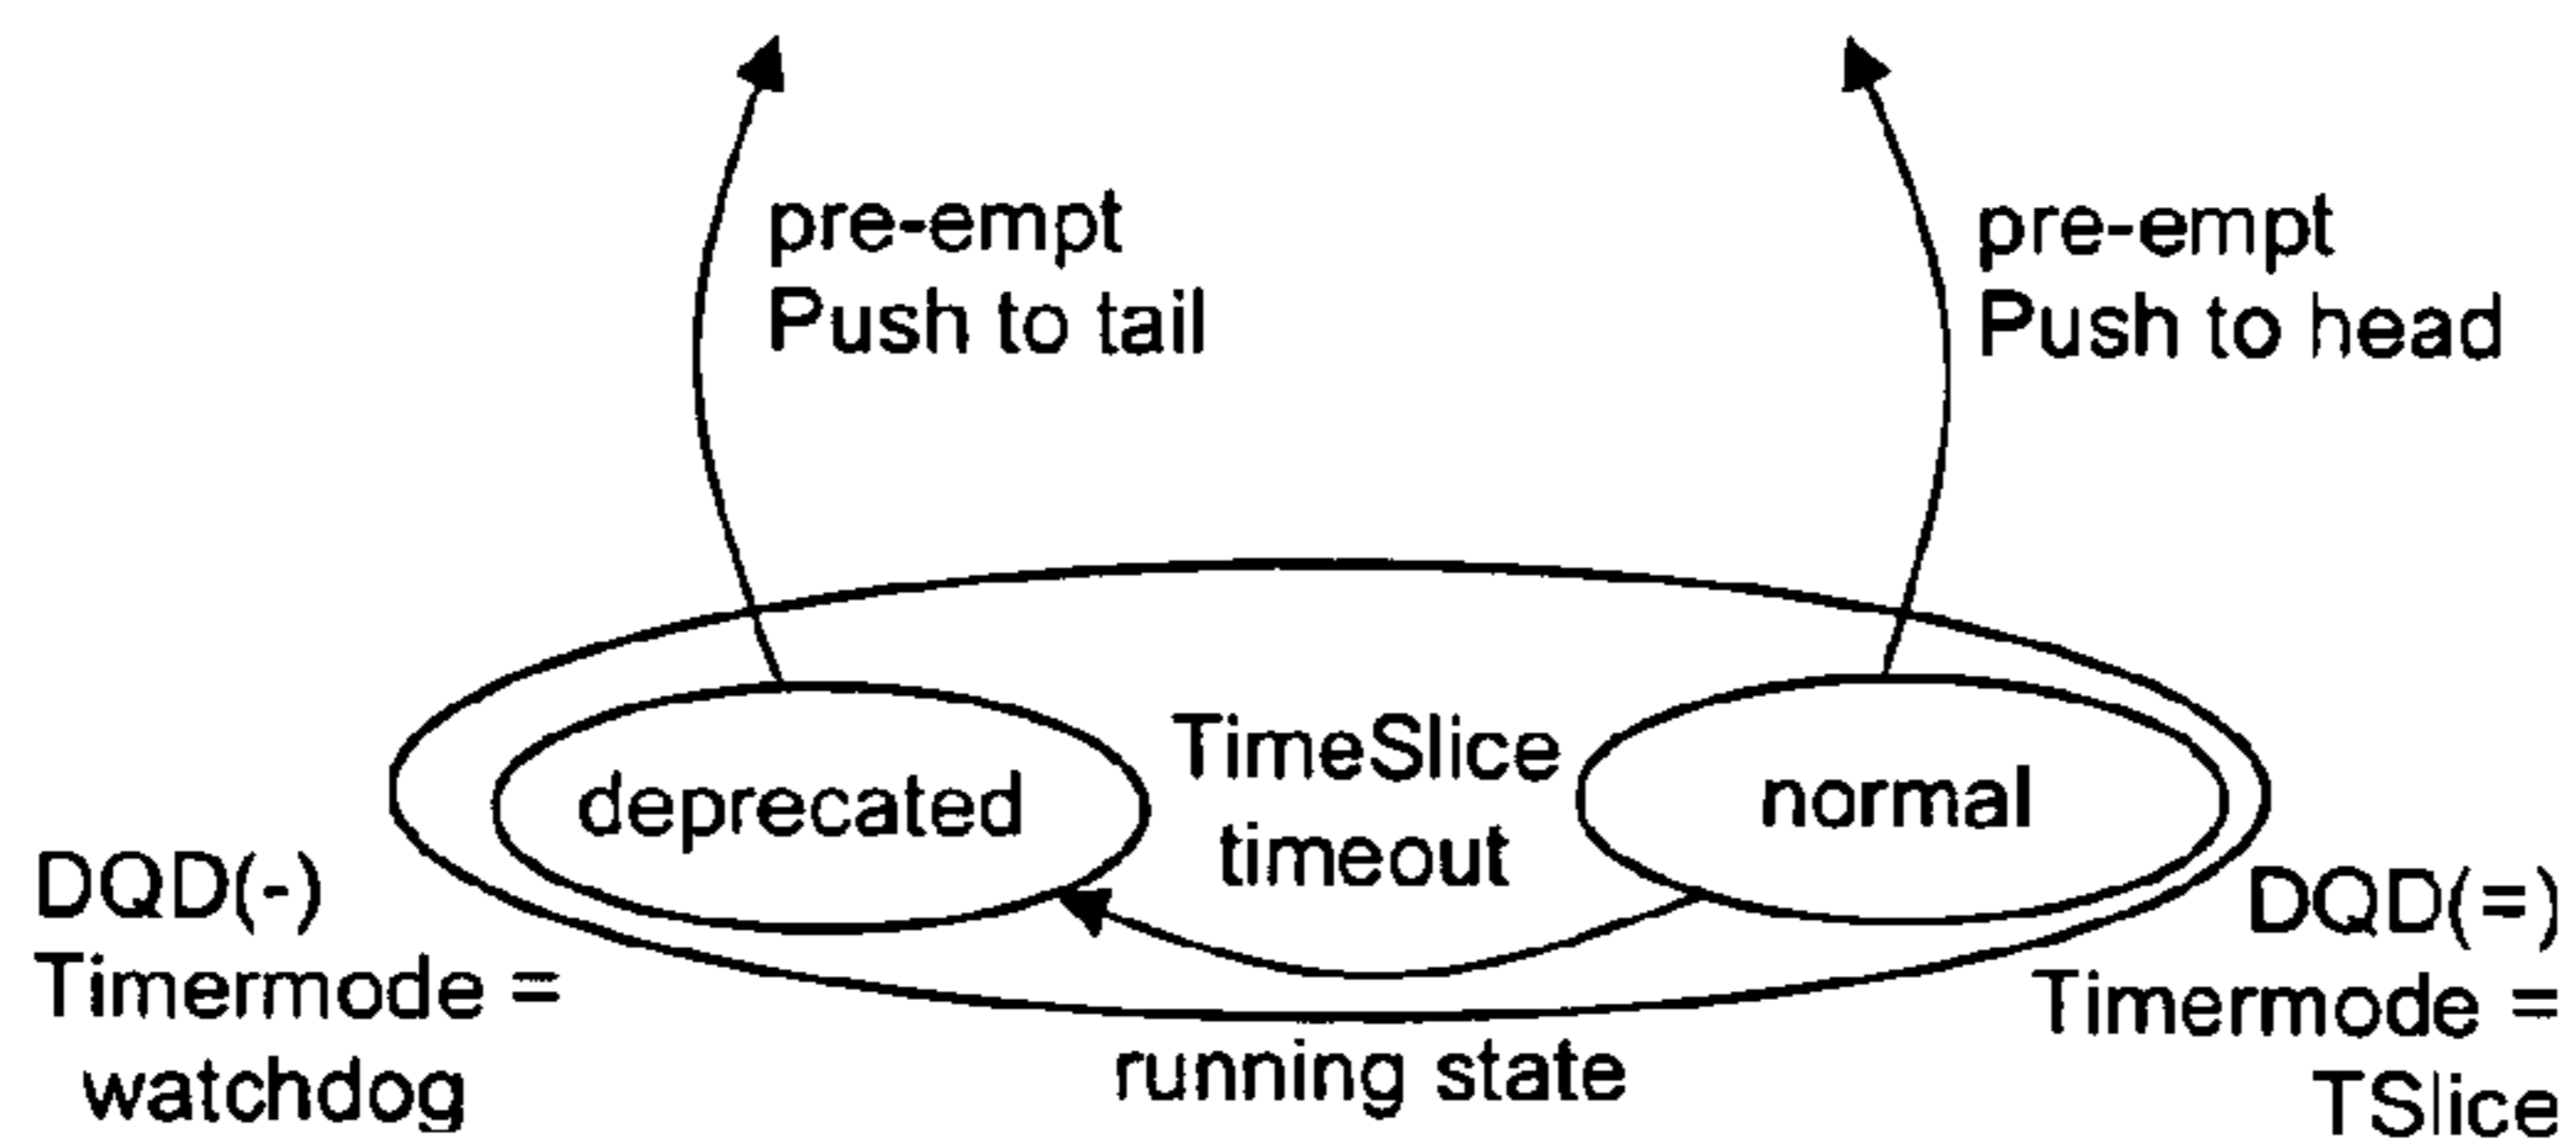 pre-empt
Push to tail
pre-empt
Push to head
TimeSlice
timeout
deprecated
normal
DQD(-)
Timermode =
watchdog
DQD(=)
Timermode =
TSlice
running state